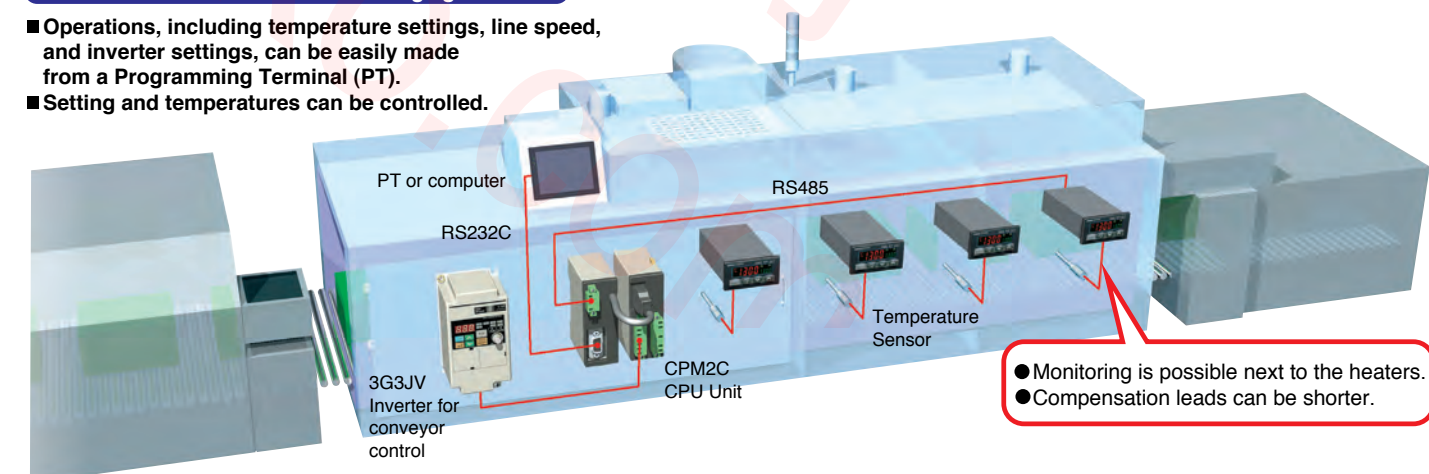 ■Operations, including temperature settings, line speed,
and inverter settings, can be easily made
from a Programming Terminal (PT).
■Setting and temperatures can be controlled.
PT or computer
RS485
RS232C
Temperature
Sensor
CPM2C
CPU Unit
3G3JV
Inverter for
conveyor
control
●Monitoring is possible next to the heaters.
●Compensation leads can be shorter.